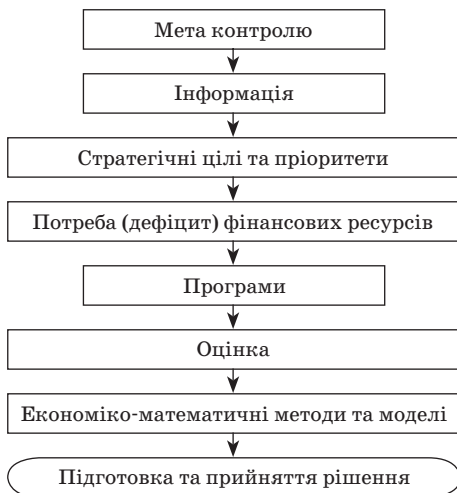 Мета контролю
Інформація
Стратегічні цілі та пріоритети
Потреба (дефіцит) фінансових ресурсів
Програми
Оцінка
Економіко-математичні методи та моделі
Підготовка та прийняття рішення